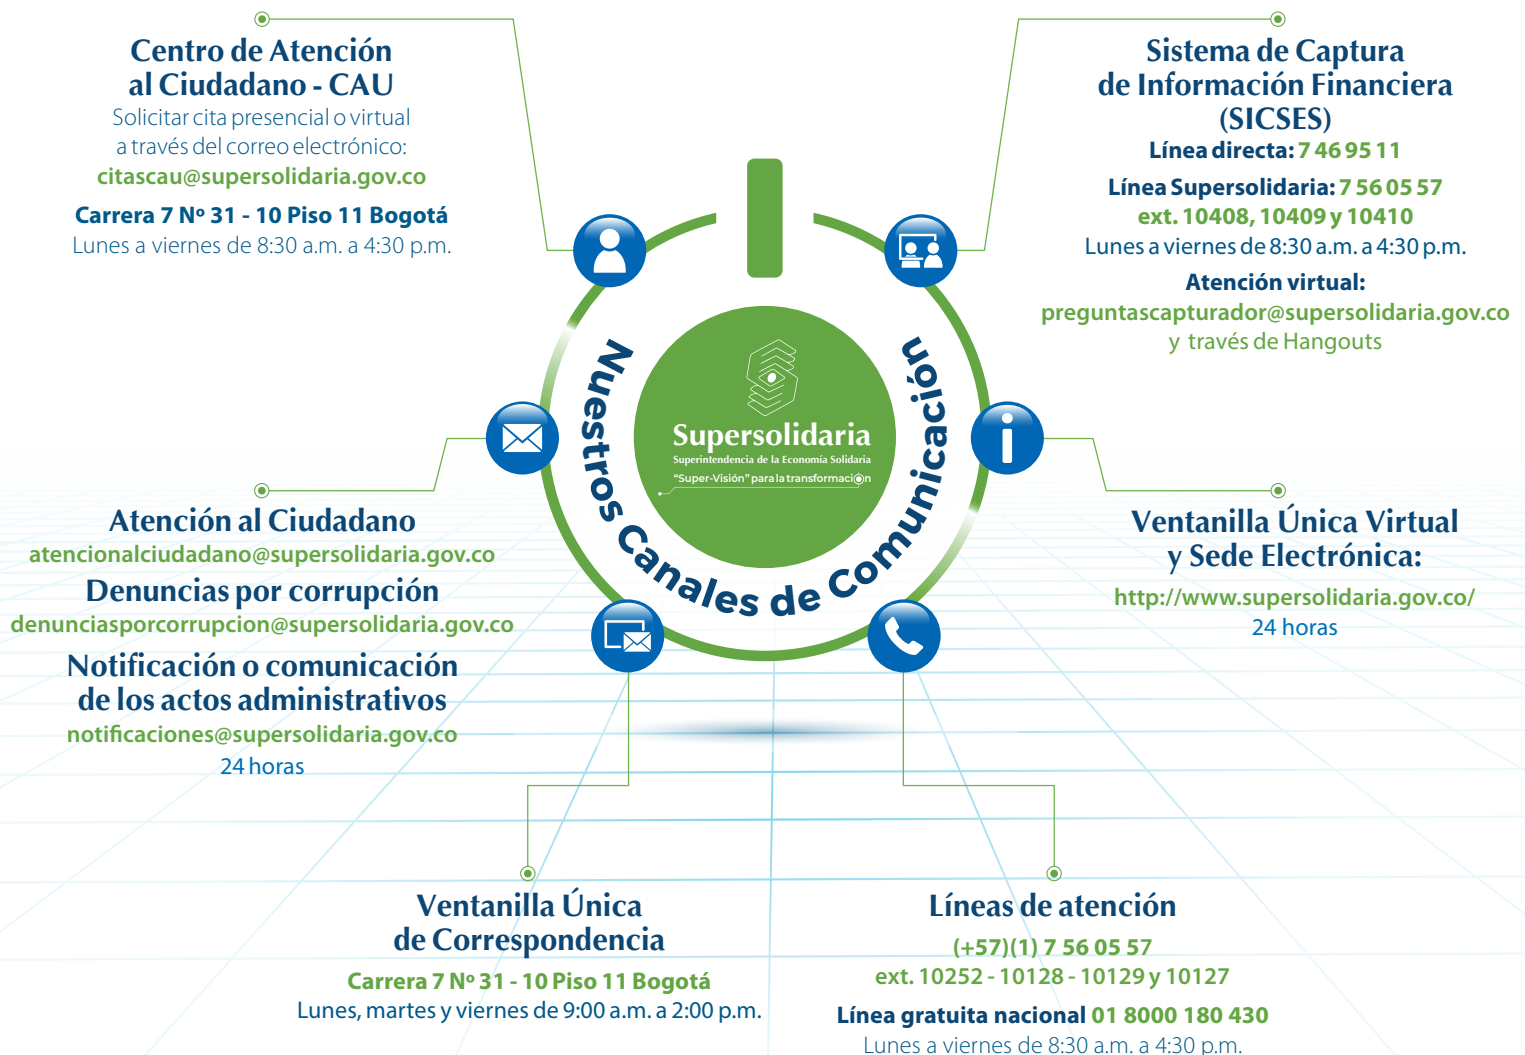 Centro de Atención
al Ciudadano - CAU
Solicitar cita presencial o virtual
a través del correo electrónico:
citascau@supersolidaria.gov.co
Carrera 7 Nº 31 - 10 Piso 11 Bogotá
Lunes a viernes de 8:30 a.m. a 4:30 p.m.
Sistema de Captura
de Información Financiera
(SICSES)
Línea directa: 7 46 95 11
Línea Supersolidaria: 7 56 05 57
ext. 10408, 10409 y 10410
Lunes a viernes de 8:30 a.m. a 4:30 p.m.
Atención virtual:
preguntascapturador@supersolidaria.gov.co
y través de Hangouts
Nuestros Canales de Comunicación
Supersolidaria
Superintendencia de la Economía Solidaria
"Super-Visión" para la transformación
Atención al Ciudadano
atencionalciudadano@supersolidaria.gov.co
Denuncias por corrupción
denunciasporcorrupcion@supersolidaria.gov.co
Notificación o comunicación
de los actos administrativos
notificaciones@supersolidaria.gov.co
24 horas
Ventanilla Única Virtual
y Sede Electrónica:
http://www.supersolidaria.gov.co/
24 horas
Ventanilla Única
de Correspondencia
Carrera 7 Nº 31 - 10 Piso 11 Bogotá
Lunes, martes y viernes de 9:00 a.m. a 2:00 p.m.
Líneas de atención
(+57)(1) 7 56 05 57
ext. 10252 - 10128 - 10129 y 10127
Línea gratuita nacional 01 8000 180 430
Lunes a viernes de 8:30 a.m. a 4:30 p.m.